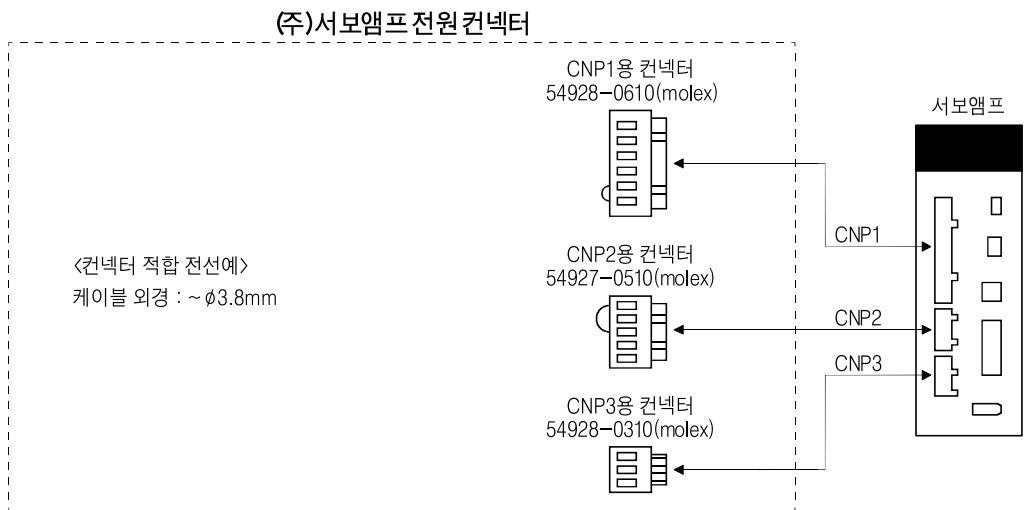 (주)서보앰프 전원 컨넥터
CNP1용 컨넥터
54928-0610(molex)
서보앰프
CNP1
CNP2용 컨넥터
54927-0510(molex)
<컨넥터 적합 전선예>
케이블 외경 : ~ ϕ3.8mm
CNP2
CNP3
CNP3용 컨넥터
54928-0310(molex)